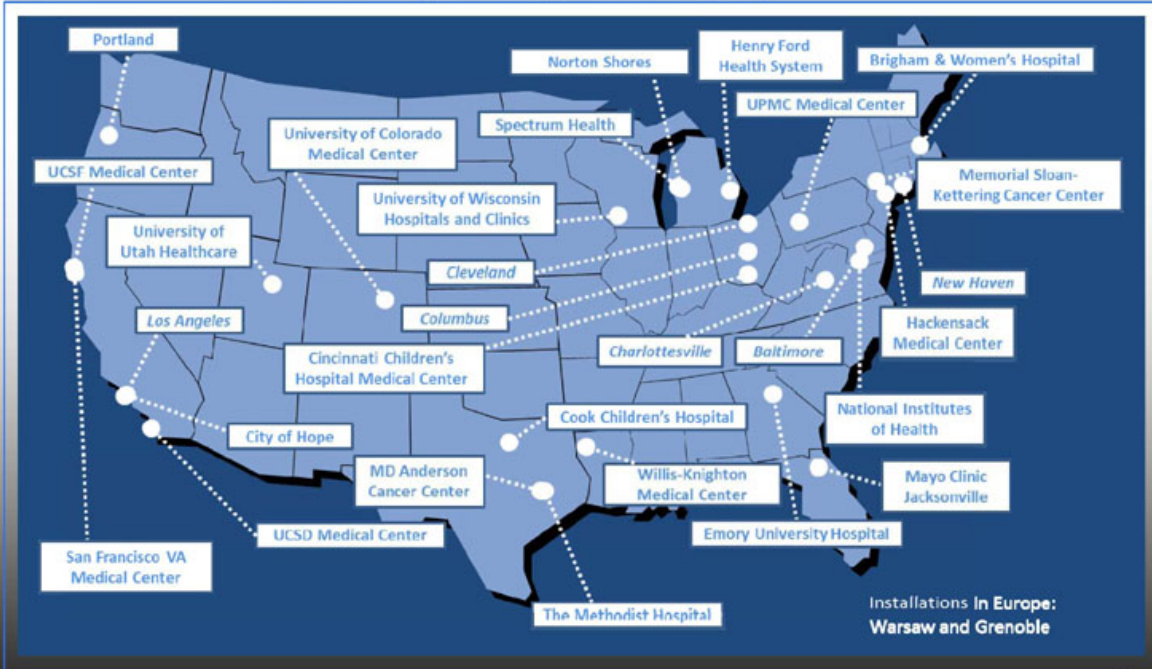 Portland
Norton Shores
Henry Ford
Health System
Brigham & Women's Hospital
UPMC Medical Center
University of Colorado
Medical Center
Spectrum Health
UCSF Medical Center
Memorial Sloan-
Kettering Cancer Center
University of Wisconsin
Hospitals and Clinics
University of
Utah Healthcare
Cleveland
New Haven
Los Angeles
Columbus
Hackensack
Medical Center
Cincinnati Children's
Hospital Medical Center
Charlottesville
Baltimore
Cook Children's Hospital
National Institutes
of Health
City of Hope
MD Anderson
Cancer Center
Willis-Knighton
Medical Center
Mayo Clinic
Jacksonville
UCSD Medical Center
Emory University Hospital
San Francisco VA
Medical Center
The Methodist Hospital
Installations In Europe:
Warsaw and Grenoble